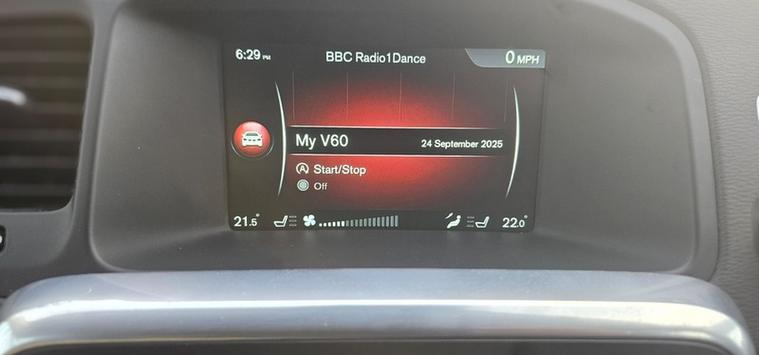 6:29 PM BBC Radio1Dance 0 MPH
My V60 24 September 2025
Start/Stop
Off
21.5° 22.0°